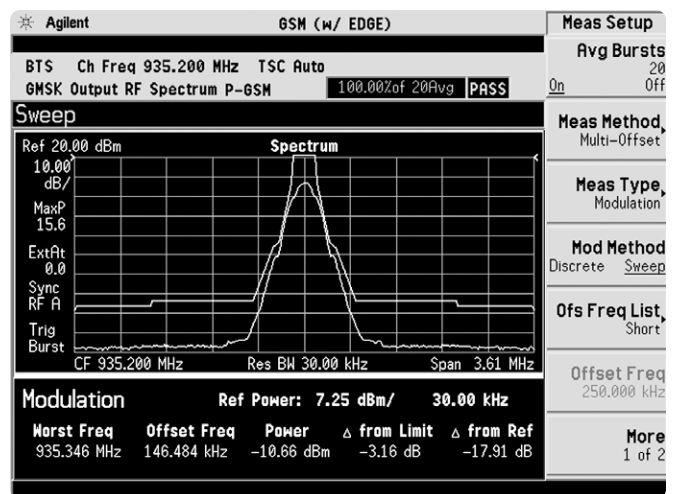 Agilent GSM (w/ EDGE) Meas Setup
BTS Ch Freq 935.200 MHz TSC Auto
GMSK Output RF Spectrum P-GSM 100.00%of 20Avg PASS
Sweep
Ref 20.00 dBm Spectrum
10.00
dB/
MaxP
15.6
ExtAt
0.0
Sync
RF A
Trig
Burst
CF 935.200 MHz Res BW 30.00 kHz Span 3.61 MHz
Modulation Ref Power: 7.25 dBm/ 30.00 kHz
Worst Freq Offset Freq Power Δ from Limit Δ from Ref
935.346 MHz 146.484 kHz -10.66 dBm -3.16 dB -17.91 dB
Avg Bursts
20
On Off
Meas Method
Multi-Offset
Meas Type
Modulation
Mod Method
Discrete Sweep
Ofs Freq List
Short
Offset Freq
250.000 kHz
More
1 of 2